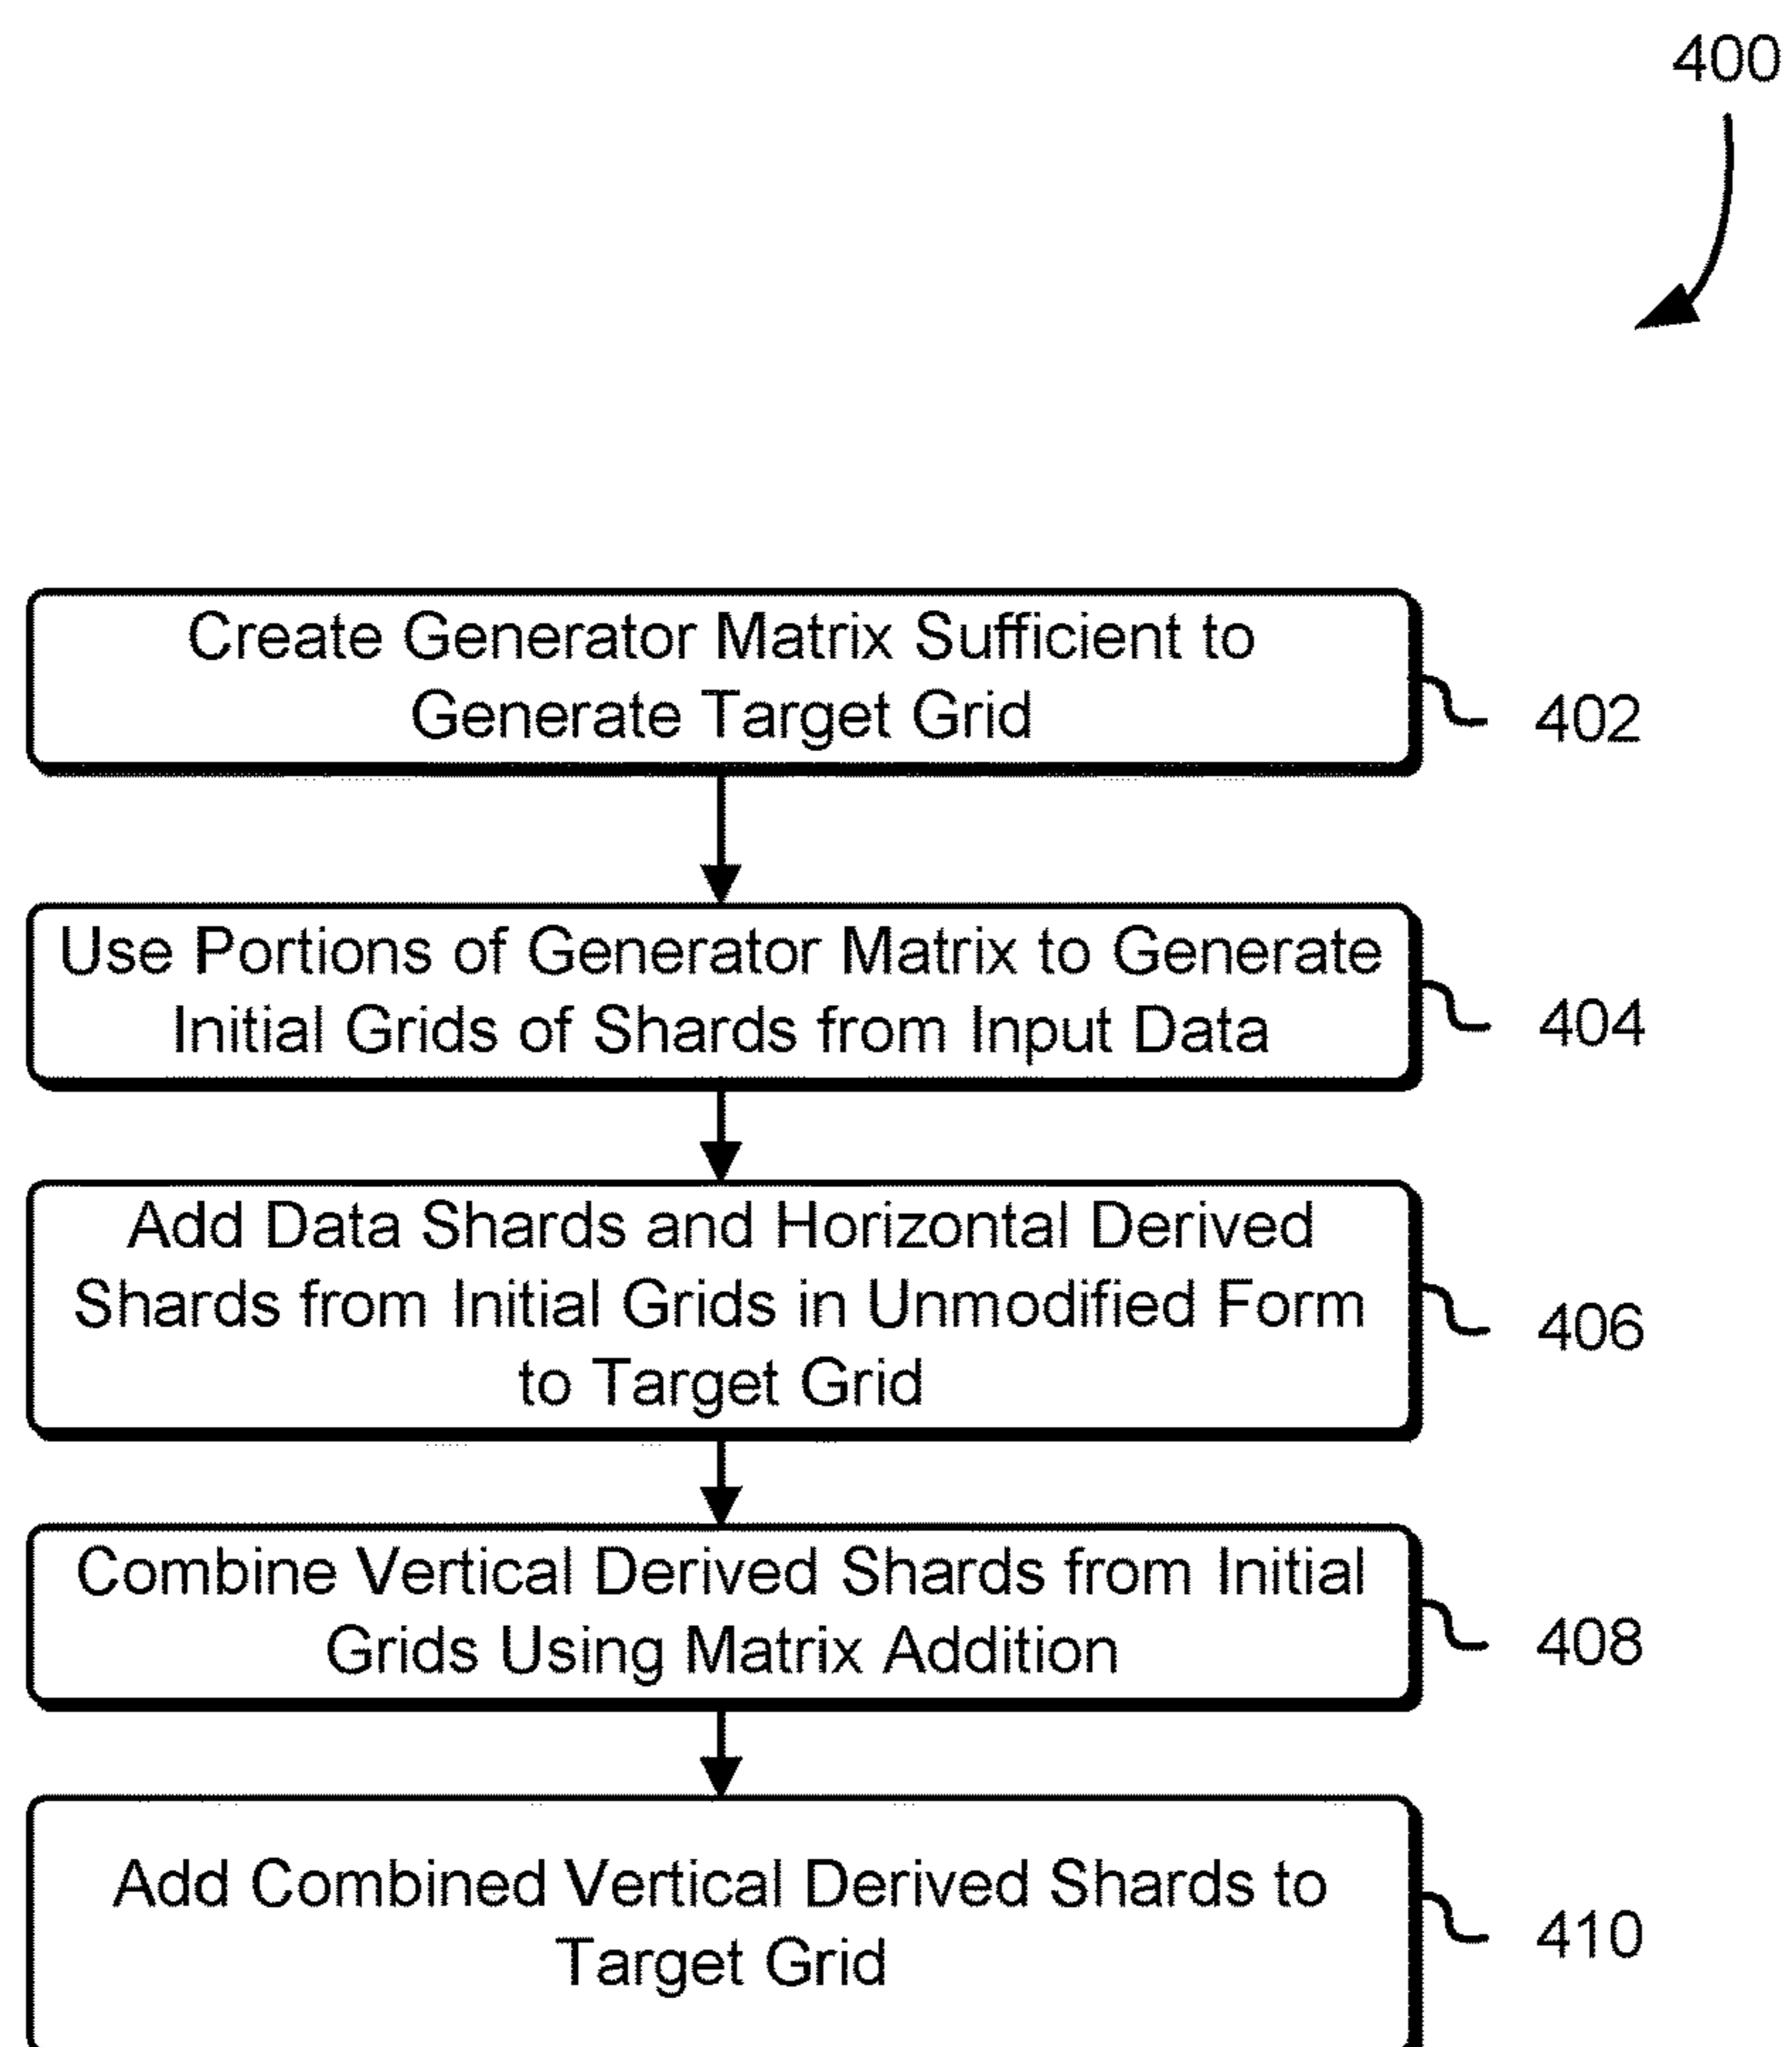 400
Create Generator Matrix Sufficient to
Generate Target Grid
402
Use Portions of Generator Matrix to Generate
Initial Grids of Shards from Input Data
404
Add Data Shards and Horizontal Derived
Shards from Initial Grids in Unmodified Form
to Target Grid
406
Combine Vertical Derived Shards from Initial
Grids Using Matrix Addition
408
Add Combined Vertical Derived Shards to
Target Grid
410